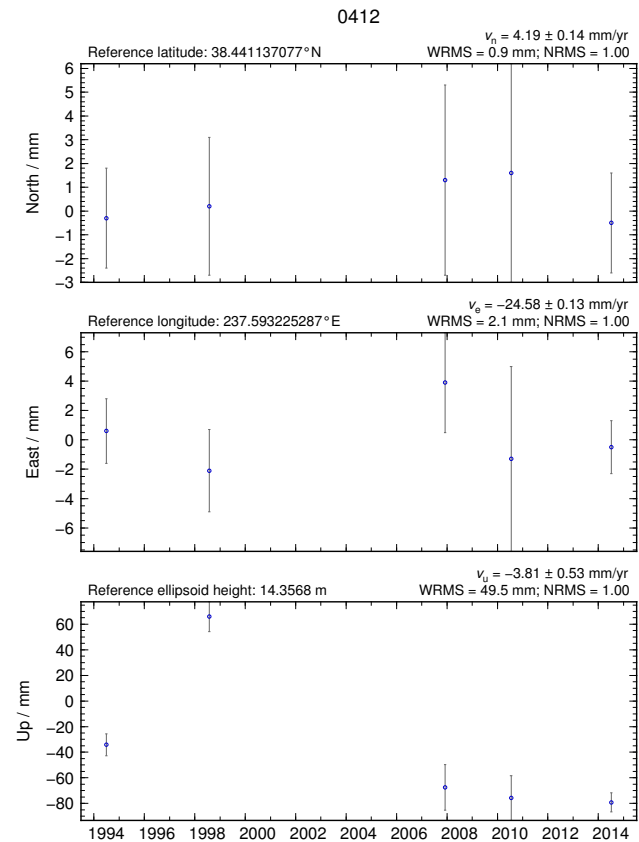 0412
vn = 4.19 ± 0.14 mm/yr
Reference latitude: 38.441137077°N WRMS = 0.9 mm; NRMS = 1.00
6
5
4
3
2
1
0
−1
−2
−3
North / mm
ve = −24.58 ± 0.13 mm/yr
Reference longitude: 237.593225287°E WRMS = 2.1 mm; NRMS = 1.00
6
4
2
0
−2
−4
−6
East / mm
vu = −3.81 ± 0.53 mm/yr
Reference ellipsoid height: 14.3568 m WRMS = 49.5 mm; NRMS = 1.00
60
40
20
0
−20
−40
−60
−80
Up / mm
1994 1996 1998 2000 2002 2004 2006 2008 2010 2012 2014